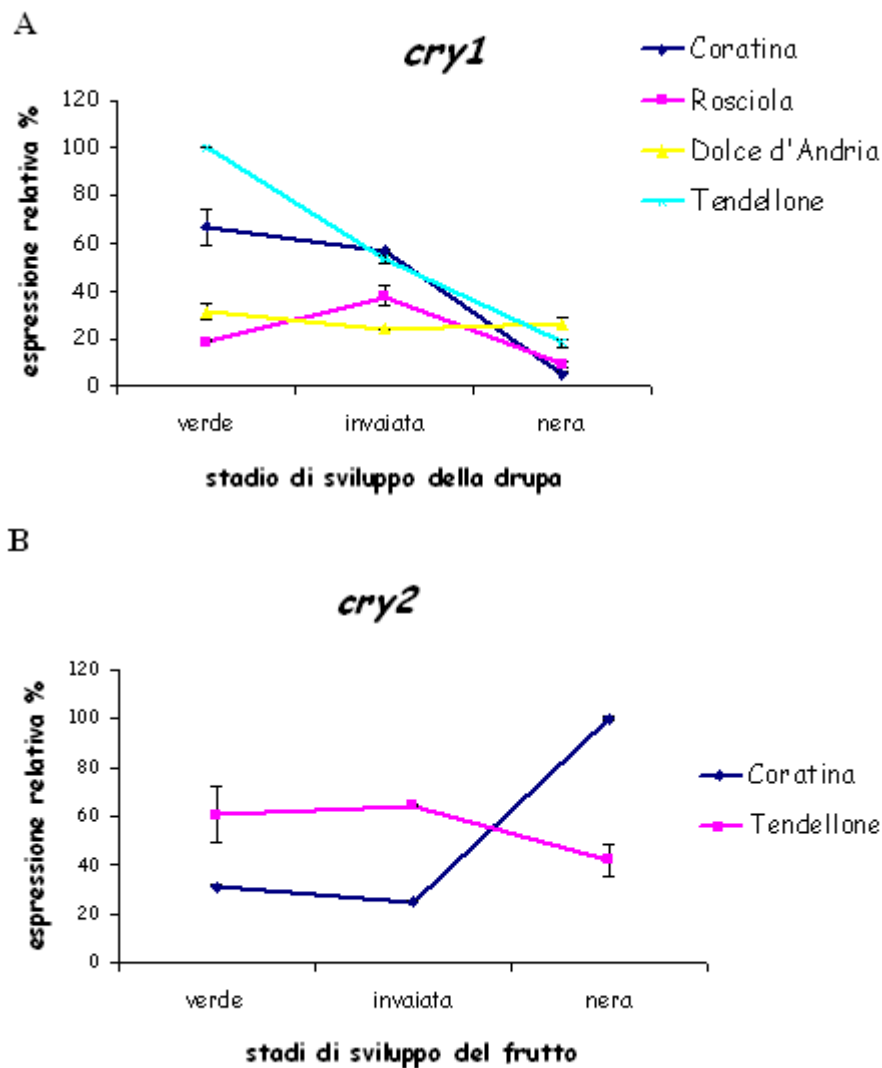 A
cry1
Coratina
Rosciola
Dolce d'Andria
Tendellone
espressione relativa %
120
100
80
60
40
20
0
verde invaiata nera
stadio di sviluppo della drupa
B
cry2
espressione relativa %
120
100
80
60
40
20
0
Coratina
Tendellone
verde invaiata nera
stadi di sviluppo del frutto